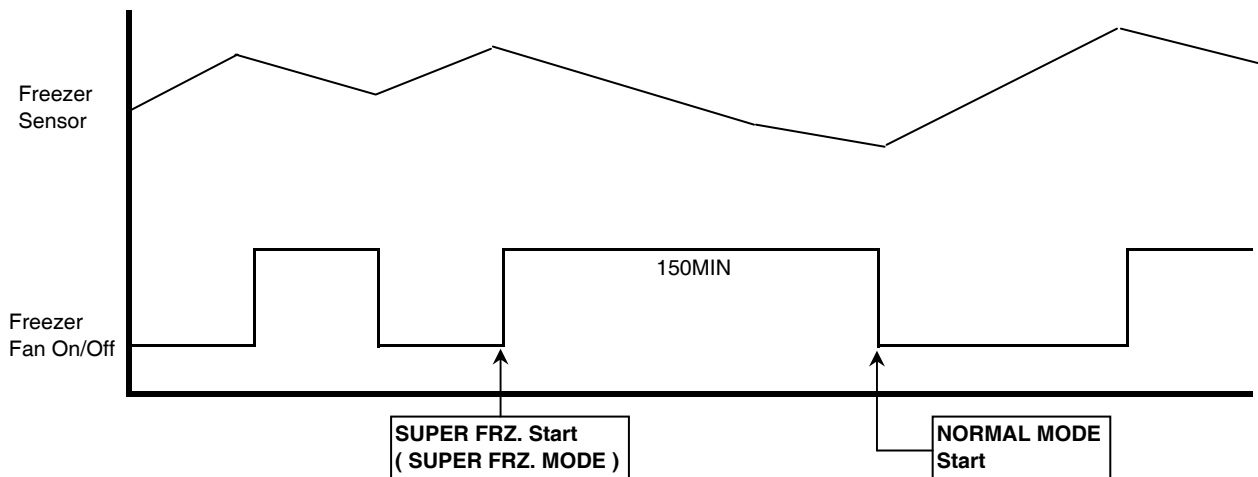 Freezer
Sensor
150MIN
Freezer
Fan On/Off
SUPER FRZ. Start
( SUPER FRZ. MODE )
NORMAL MODE
Start